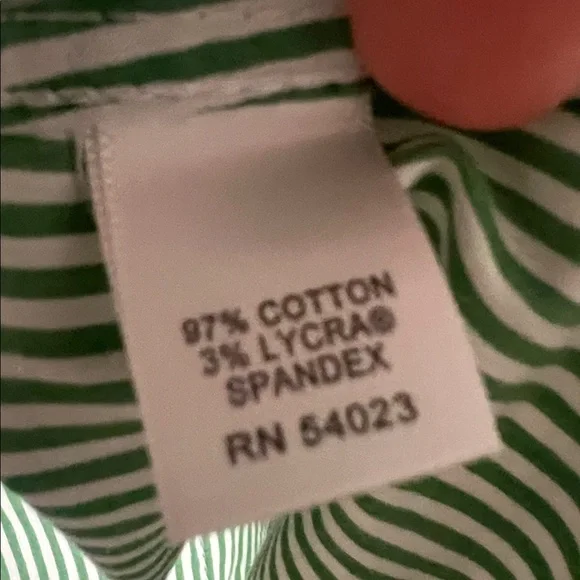 97% COTTON
3% LYCRA®
SPANDEX
RN 54023